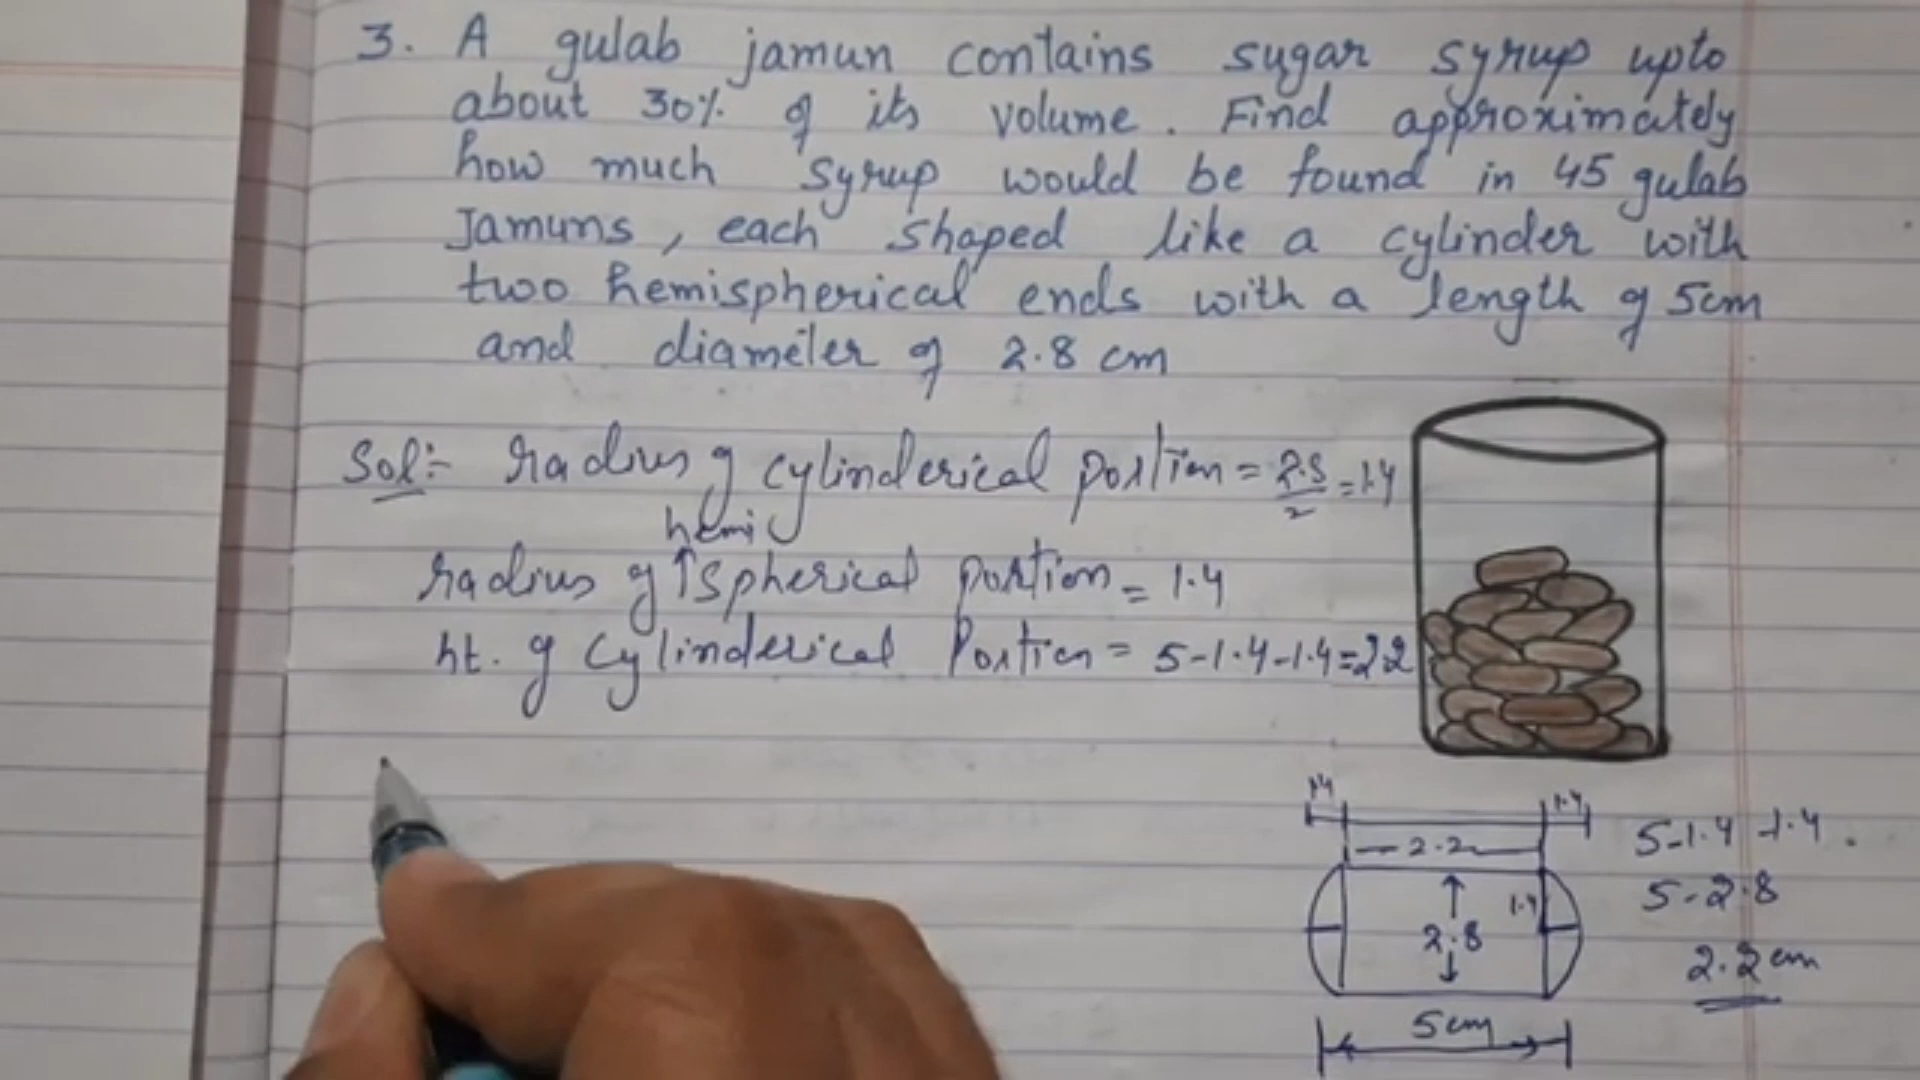 3. A gulab jamun contains sugar syrup upto
about 30% of its volume. Find approximately
how much syrup would be found in 45 gulab
Jamuns, each shaped like a cylinder with
two hemispherical ends with a length of 5cm
and diameter of 2.8 cm
Sol:- radius of cylinderical portion = 2.8/2 = 1.4
hemi
radius of ↑spherical portion = 1.4
ht. of cylinderical Portion = 5-1.4-1.4=2.2
1.4 1.4
2.2
5-1.4-1.4
5-2.8
1.4
2.8
2.2cm
5cm